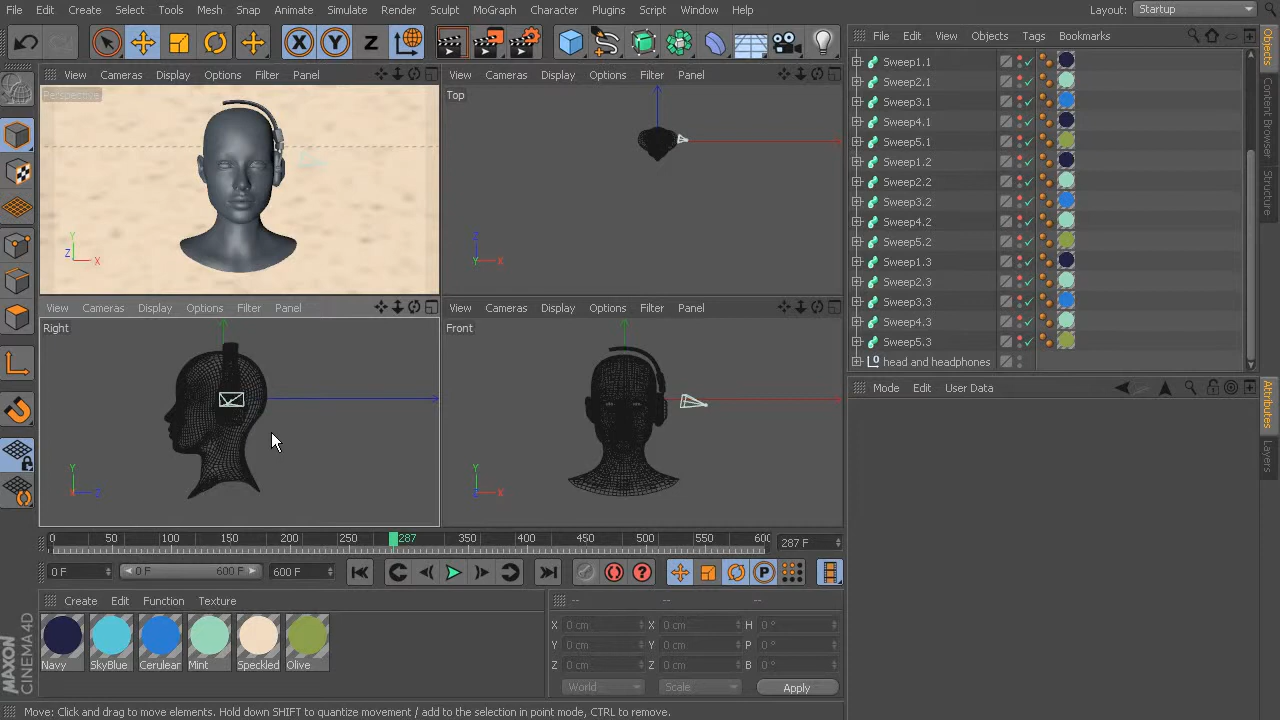 File Edit Create Select Tools Mesh Snap Animate Simulate Render Sculpt MoGraph Character Plugins Script Window Help Layout: Startup
X Y Z
File Edit View Objects Tags Bookmarks
View Cameras Display Options Filter Panel
View Cameras Display Options Filter Panel
Perspective
Y
Z X
Top
Z
Y X
Sweep1.1
Sweep2.1
Sweep3.1
Sweep4.1
Sweep5.1
Sweep1.2
Sweep2.2
Sweep3.2
Sweep4.2
Sweep5.2
Sweep1.3
Sweep2.3
Sweep3.3
Sweep4.3
Sweep5.3
head and headphones
Objects
Content Browser
Structure
View Cameras Display Options Filter Panel
View Cameras Display Options Filter Panel
Right
Y
X Z
Front
Y
Z X
Mode Edit User Data
Attributes
Layers
0 50 100 150 200 250 287 350 400 450 500 550 600 287 F
0 F 0 F 600 F 600 F
P
Create Edit Function Texture
-- -- --
Navy SkyBlue Cerulean Mint Speckled Olive
X 0 cm X 0 cm H 0 °
Y 0 cm Y 0 cm P 0 °
Z 0 cm Z 0 cm B 0 °
World Scale Apply
MAXON
CINEMA 4D
Move: Click and drag to move elements. Hold down SHIFT to quantize movement / add to the selection in point mode, CTRL to remove.